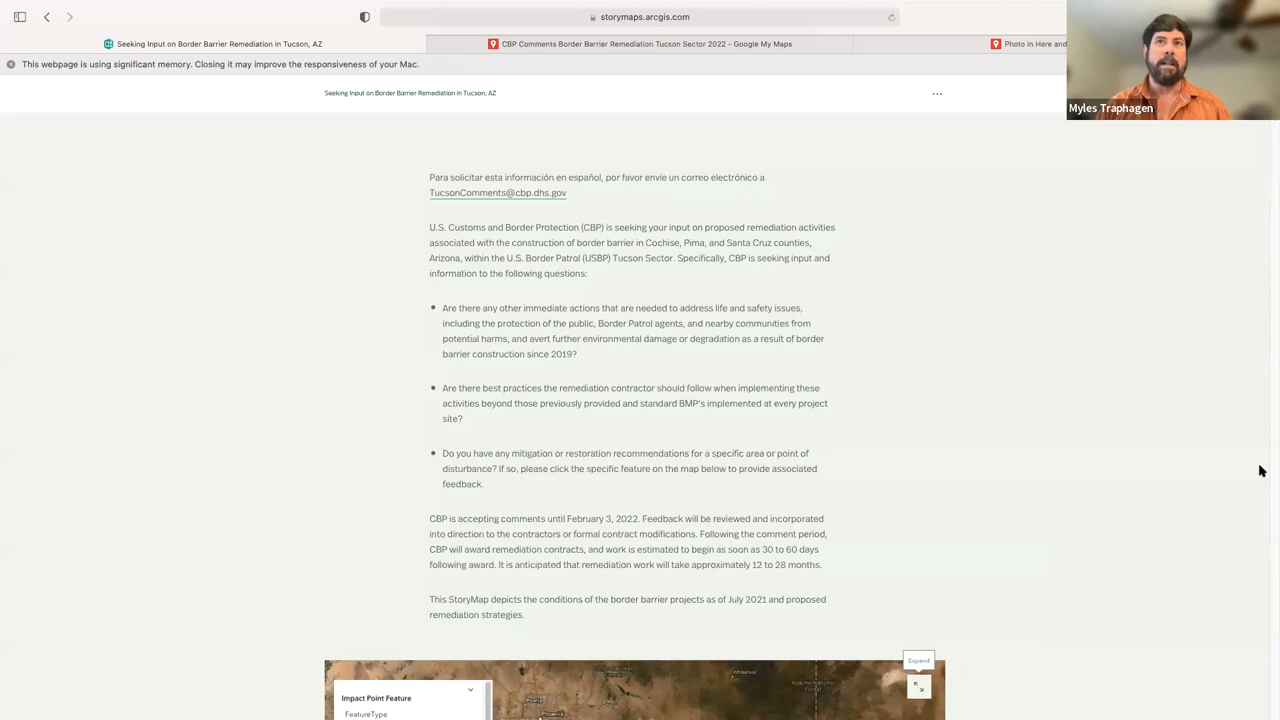 storymaps.arcgis.com
Seeking Input on Border Barrier Remediation in Tucson, AZ
CBP Comments Border Barrier Remediation Tucson Sector 2022 - Google My Maps
Photo in Here and
This webpage is using significant memory. Closing it may improve the responsiveness of your Mac.
Myles Traphagen
Seeking Input on Border Barrier Remediation in Tucson, AZ
Para solicitar esta información en español, por favor envíe un correo electrónico a
TucsonComments@cbp.dhs.gov
U.S. Customs and Border Protection (CBP) is seeking your input on proposed remediation activities
associated with the construction of border barrier in Cochise, Pima, and Santa Cruz counties,
Arizona, within the U.S. Border Patrol (USBP) Tucson Sector. Specifically, CBP is seeking input and
information to the following questions:
• Are there any other immediate actions that are needed to address life and safety issues,
including the protection of the public, Border Patrol agents, and nearby communities from
potential harms, and avert further environmental damage or degradation as a result of border
barrier construction since 2019?
• Are there best practices the remediation contractor should follow when implementing these
activities beyond those previously provided and standard BMP's implemented at every project
site?
• Do you have any mitigation or restoration recommendations for a specific area or point of
disturbance? If so, please click the specific feature on the map below to provide associated
feedback.
CBP is accepting comments until February 3, 2022. Feedback will be reviewed and incorporated
into direction to the contractors or formal contract modifications. Following the comment period,
CBP will award remediation contracts, and work is estimated to begin as soon as 30 to 60 days
following award. It is anticipated that remediation work will take approximately 12 to 28 months.
This StoryMap depicts the conditions of the border barrier projects as of July 2021 and proposed
remediation strategies.
Expand
Impact Point Feature
FeatureType
Peoria
Phoenix
Whiteriver
Apache National
Forest